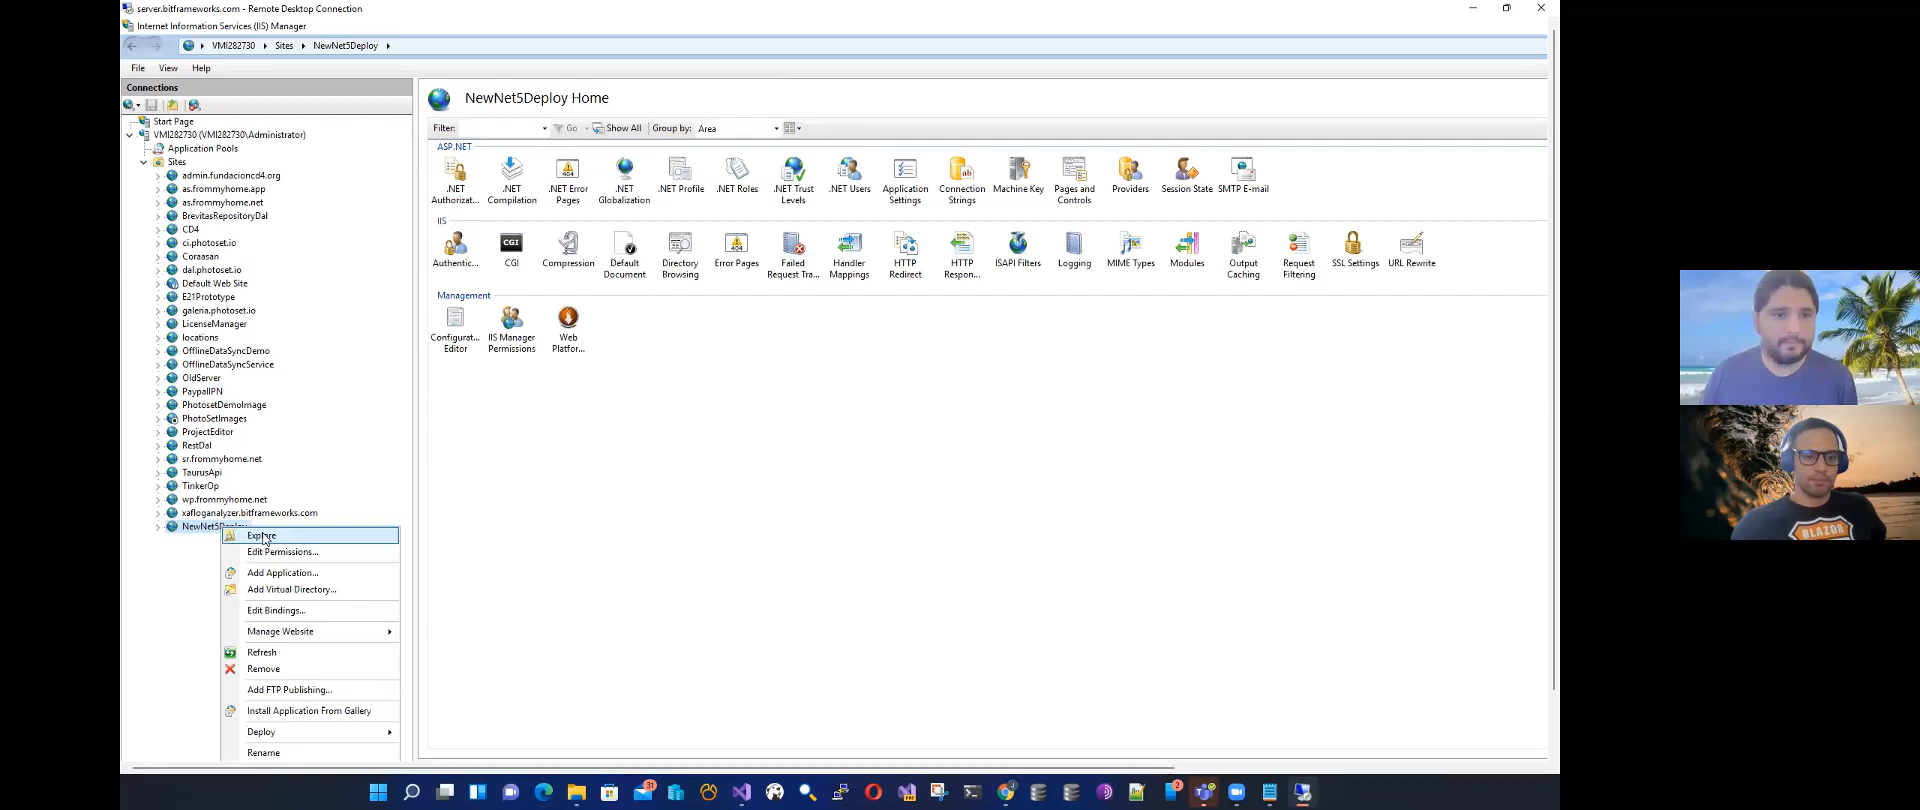 server.bitframeworks.com - Remote Desktop Connection
Internet Information Services (IIS) Manager
VMI282730 Sites NewNet5Deploy
File View Help
Connections
Start Page
VMI282730 (VMI282730\Administrator)
Application Pools
Sites
admin.fundacioncd4.org
as.frommyhome.app
as.frommyhome.net
BrevitasRepositoryDal
CD4
ci.photoset.io
Coraasan
dal.photoset.io
Default Web Site
E21Prototype
galeria.photoset.io
LicenseManager
locations
OfflineDataSyncDemo
OfflineDataSyncService
OldServer
PaypalIPN
PhotosetDemoImage
PhotoSetImages
ProjectEditor
RestDal
sr.frommyhome.net
TaurusApi
TinkerOp
wp.frommyhome.net
xafloganalyzer.bitframeworks.com
NewNet5Deploy
Explore
Edit Permissions...
Add Application...
Add Virtual Directory...
Edit Bindings...
Manage Website
Refresh
Remove
Add FTP Publishing...
Install Application From Gallery
Deploy
Rename
NewNet5Deploy Home
Filter: Go Show All Group by: Area
ASP.NET
.NET Authorizat...
.NET Compilation
.NET Error Pages
.NET Globalization
.NET Profile
.NET Roles
.NET Trust Levels
.NET Users
Application Settings
Connection Strings
Machine Key
Pages and Controls
Providers
Session State
SMTP E-mail
IIS
Authentic...
CGI
Compression
Default Document
Directory Browsing
Error Pages
Failed Request Tra...
Handler Mappings
HTTP Redirect
HTTP Respon...
ISAPI Filters
Logging
MIME Types
Modules
Output Caching
Request Filtering
SSL Settings
URL Rewrite
Management
Configurat... Editor
IIS Manager Permissions
Web Platfor...
BLAZOR
31
2